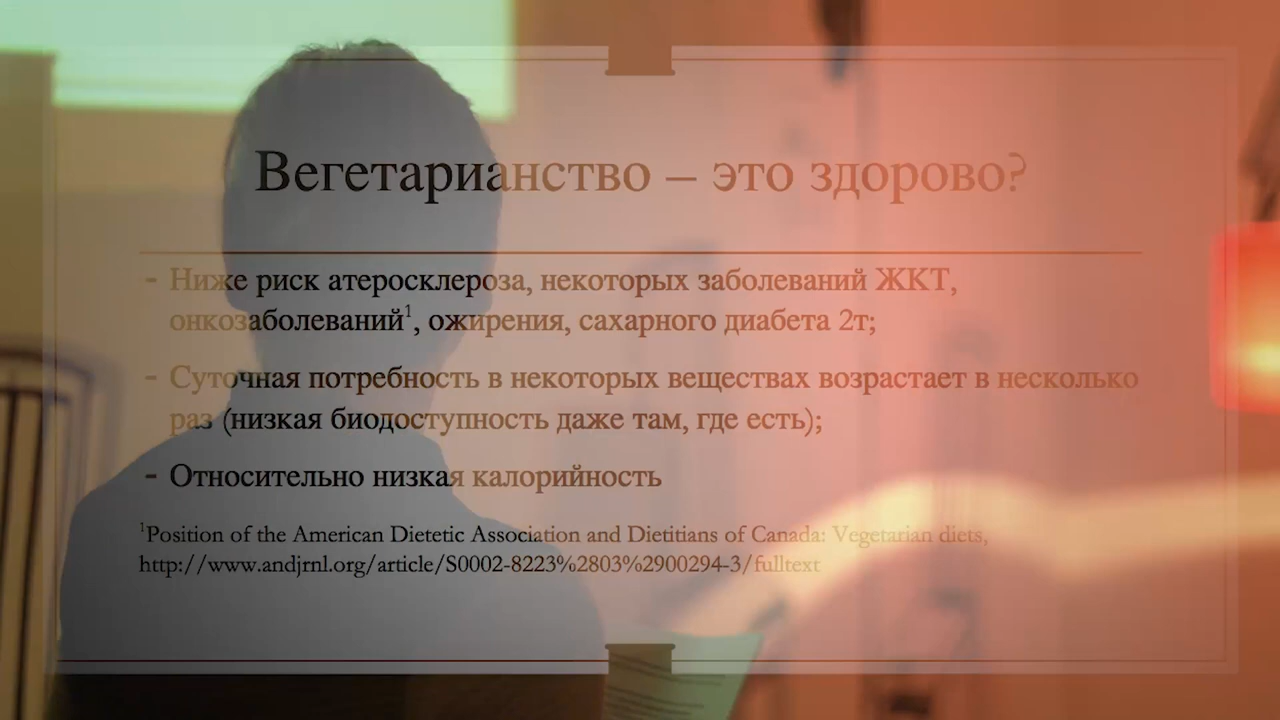 Вегетарианство – это здорово?
- Ниже риск атеросклероза, некоторых заболеваний ЖКТ,
онкозаболеваний¹, ожирения, сахарного диабета 2т;
- Суточная потребность в некоторых веществах возрастает в несколько
раз (низкая биодоступность даже там, где есть);
- Относительно низкая калорийность
¹Position of the American Dietetic Association and Dietitians of Canada: Vegetarian diets,
http://www.andjrnl.org/article/S0002-8223%2803%2900294-3/fulltext